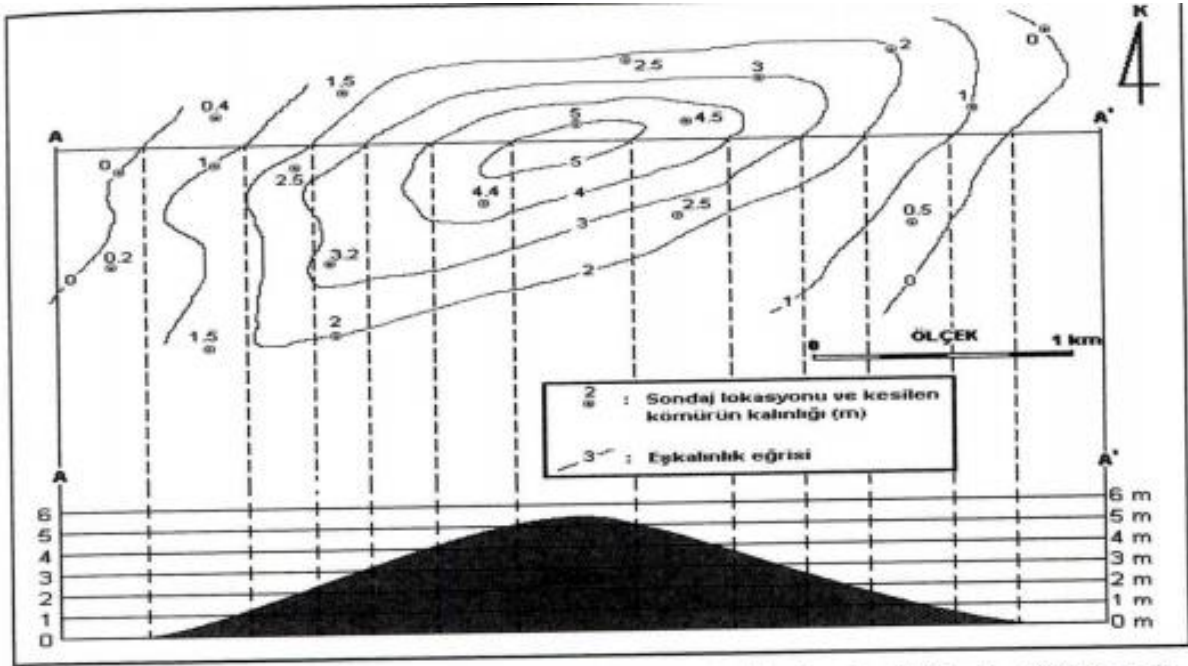 K
0
2
2.5
3
1.5
0.4
1
5
4.5
A
A'
0
1
2.5
5
4.4
4
2.5
0.5
3
3.2
0.2
0
2
0
1
1.5
2
0 ÖLÇEK 1 km
2 : Sondaj lokasyonu ve kesilen
kömürün kalınlığı (m)
3 : Eşkalınlık eğrisi
A
A'
6 6 m
5 5 m
4 4 m
3 3 m
2 2 m
1 1 m
0 0 m